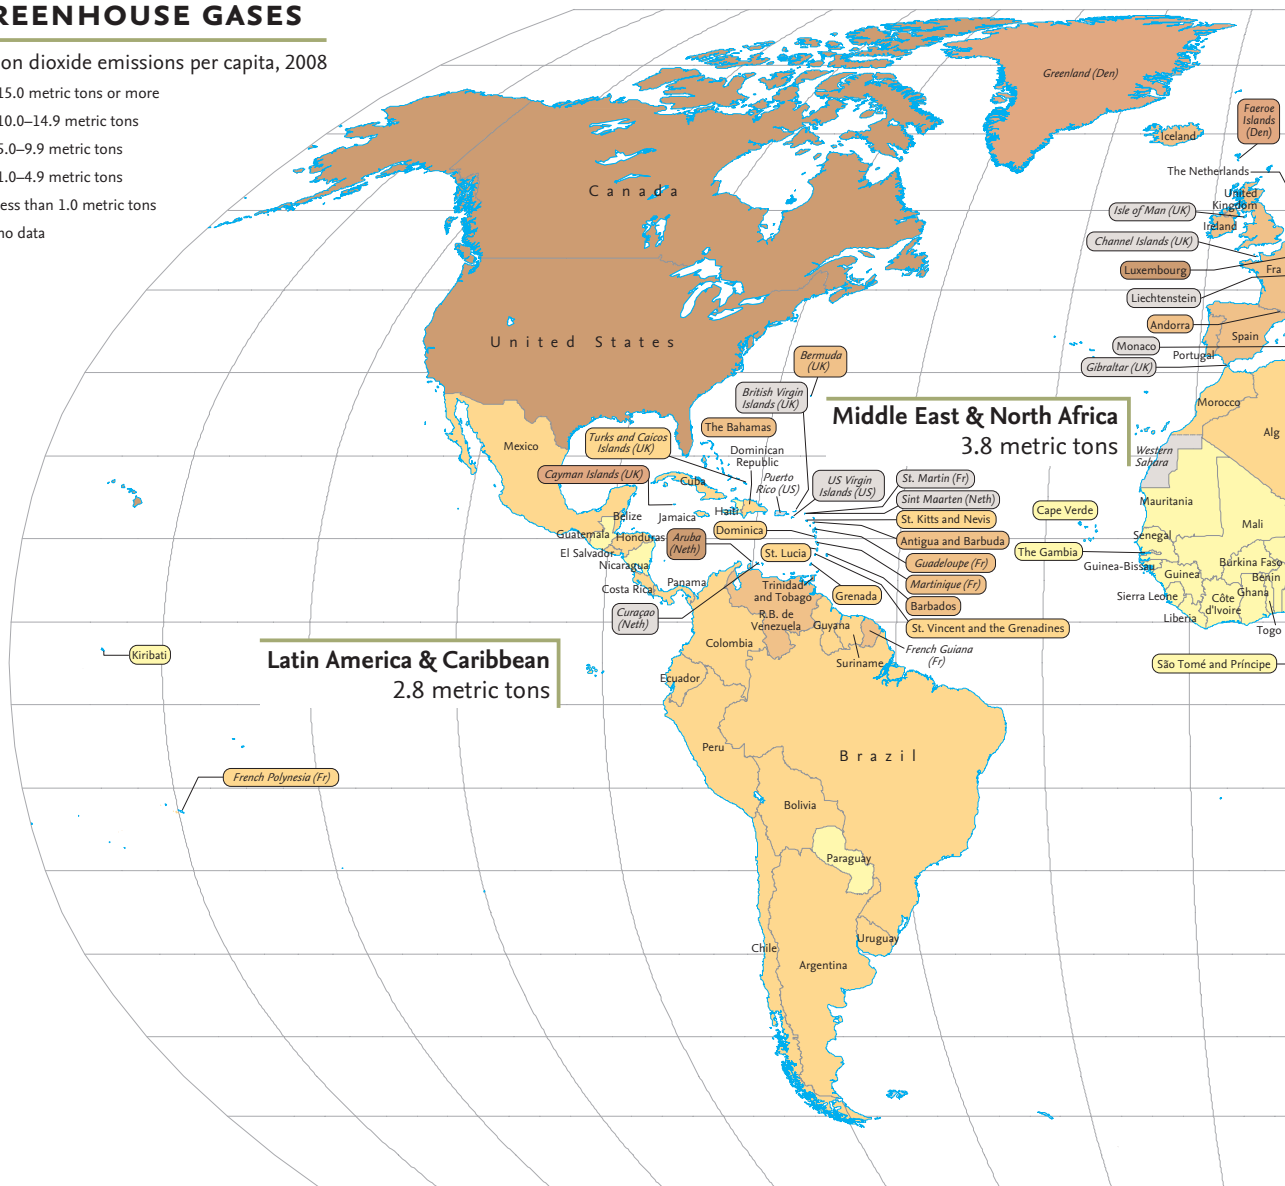 REENHOUSE GASES
on dioxide emissions per capita, 2008
15.0 metric tons or more
10.0–14.9 metric tons
5.0–9.9 metric tons
1.0–4.9 metric tons
less than 1.0 metric tons
no data
Greenland (Den)
Faeroe
Islands
(Den)
Iceland
The Netherlands
United
Kingdom
Isle of Man (UK)
Ireland
Channel Islands (UK)
Luxembourg
Fra
Liechtenstein
Andorra
Spain
Monaco
Portugal
Gibraltar (UK)
Canada
United States
Bermuda
(UK)
British Virgin
Islands (UK)
Middle East & North Africa
3.8 metric tons
Morocco
Alg
Western
Sahara
The Bahamas
Turks and Caicos
Islands (UK)
Mexico
Dominican
Republic
Cayman Islands (UK)
Cuba
Puerto
Rico (US)
US Virgin
Islands (US)
St. Martin (Fr)
Sint Maarten (Neth)
St. Kitts and Nevis
Antigua and Barbuda
Guadeloupe (Fr)
Martinique (Fr)
Barbados
St. Vincent and the Grenadines
Belize
Jamaica
Haiti
Guatemala
Honduras
El Salvador
Nicaragua
Aruba
(Neth)
Dominica
St. Lucia
Grenada
Costa Rica
Panama
Trinidad
and Tobago
Curaçao
(Neth)
R.B. de
Venezuela
Guyana
Colombia
Suriname
French Guiana
(Fr)
Cape Verde
Mauritania
Mali
Senegal
The Gambia
Guinea-Bissau
Guinea
Burkina Faso
Benin
Sierra Leone
Côte
d'Ivoire
Ghana
Liberia
Togo
São Tomé and Príncipe
Kiribati
Latin America & Caribbean
2.8 metric tons
Ecuador
Peru
Brazil
French Polynesia (Fr)
Bolivia
Paraguay
Chile
Uruguay
Argentina